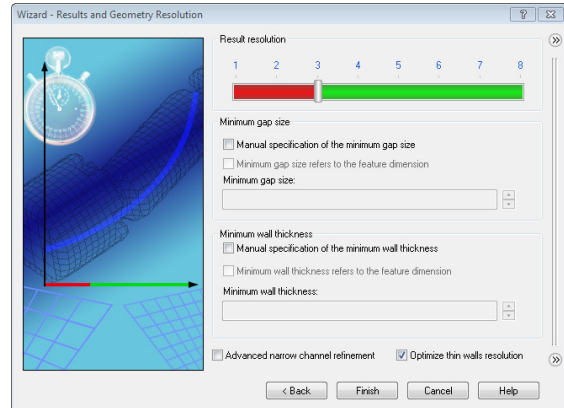 Wizard - Results and Geometry Resolution
Result resolution
1 2 3 4 5 6 7 8
Minimum gap size
Manual specification of the minimum gap size
Minimum gap size refers to the feature dimension
Minimum gap size:
Minimum wall thickness
Manual specification of the minimum wall thickness
Minimum wall thickness refers to the feature dimension
Minimum wall thickness:
Advanced narrow channel refinement Optimize thin walls resolution
< Back Finish Cancel Help